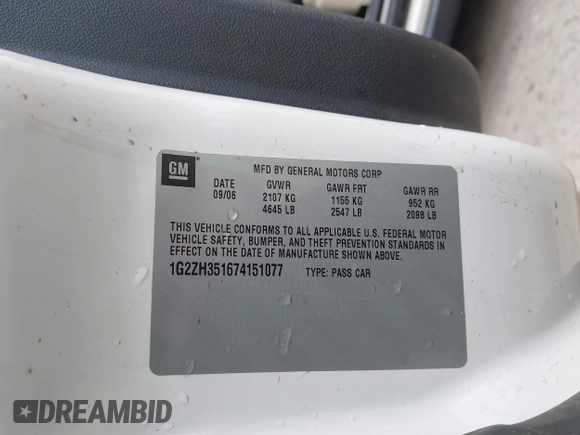 GM
MFD BY GENERAL MOTORS CORP
DATE GVWR GAWR FRT GAWR RR
09/06 2107 KG 1155 KG 952 KG
4645 LB 2547 LB 2098 LB
THIS VEHICLE CONFORMS TO ALL APPLICABLE U.S. FEDERAL MOTOR
VEHICLE SAFETY, BUMPER, AND THEFT PREVENTION STANDARDS IN
EFFECT ON THE DATE OF MANUFACTURE SHOWN ABOVE.
1G2ZH351674151077 TYPE: PASS CAR
DREAMBID